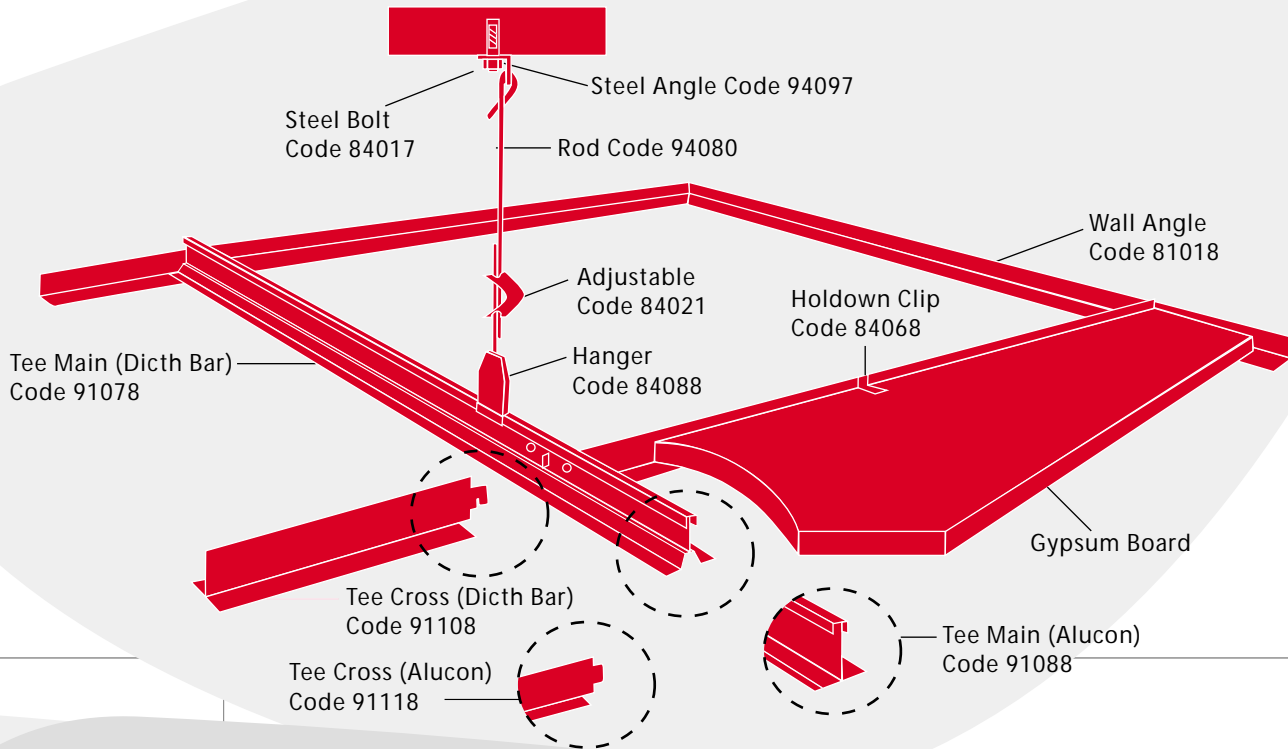 Steel Angle Code 94097
Steel Bolt
Code 84017
Rod Code 94080
Wall Angle
Code 81018
Adjustable
Code 84021
Holdown Clip
Code 84068
Tee Main (Dicth Bar)
Code 91078
Hanger
Code 84088
Gypsum Board
Tee Cross (Dicth Bar)
Code 91108
Tee Main (Alucon)
Code 91088
Tee Cross (Alucon)
Code 91118